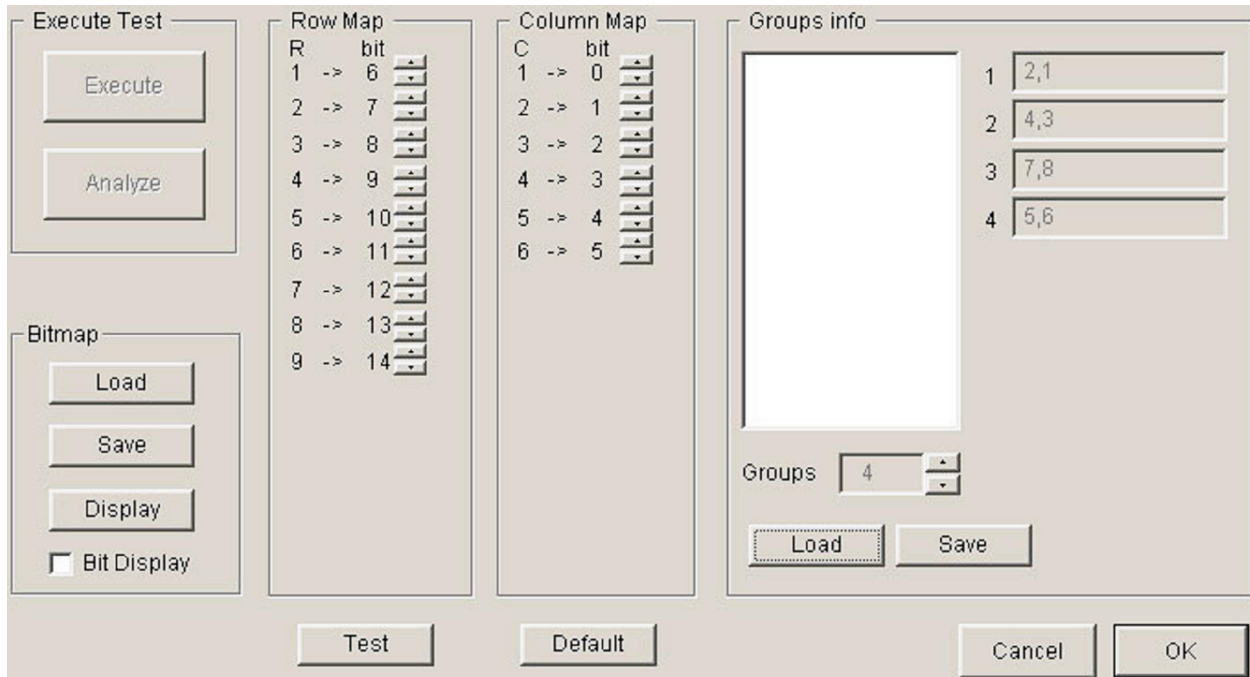 Execute Test
Execute
Analyze
Bitmap
Load
Save
Display
Bit Display
Row Map
R bit
1 -> 6
2 -> 7
3 -> 8
4 -> 9
5 -> 10
6 -> 11
7 -> 12
8 -> 13
9 -> 14
Column Map
C bit
1 -> 0
2 -> 1
3 -> 2
4 -> 3
5 -> 4
6 -> 5
Groups info
1 2,1
2 4,3
3 7,8
4 5,6
Groups 4
Load Save
Test Default
Cancel OK